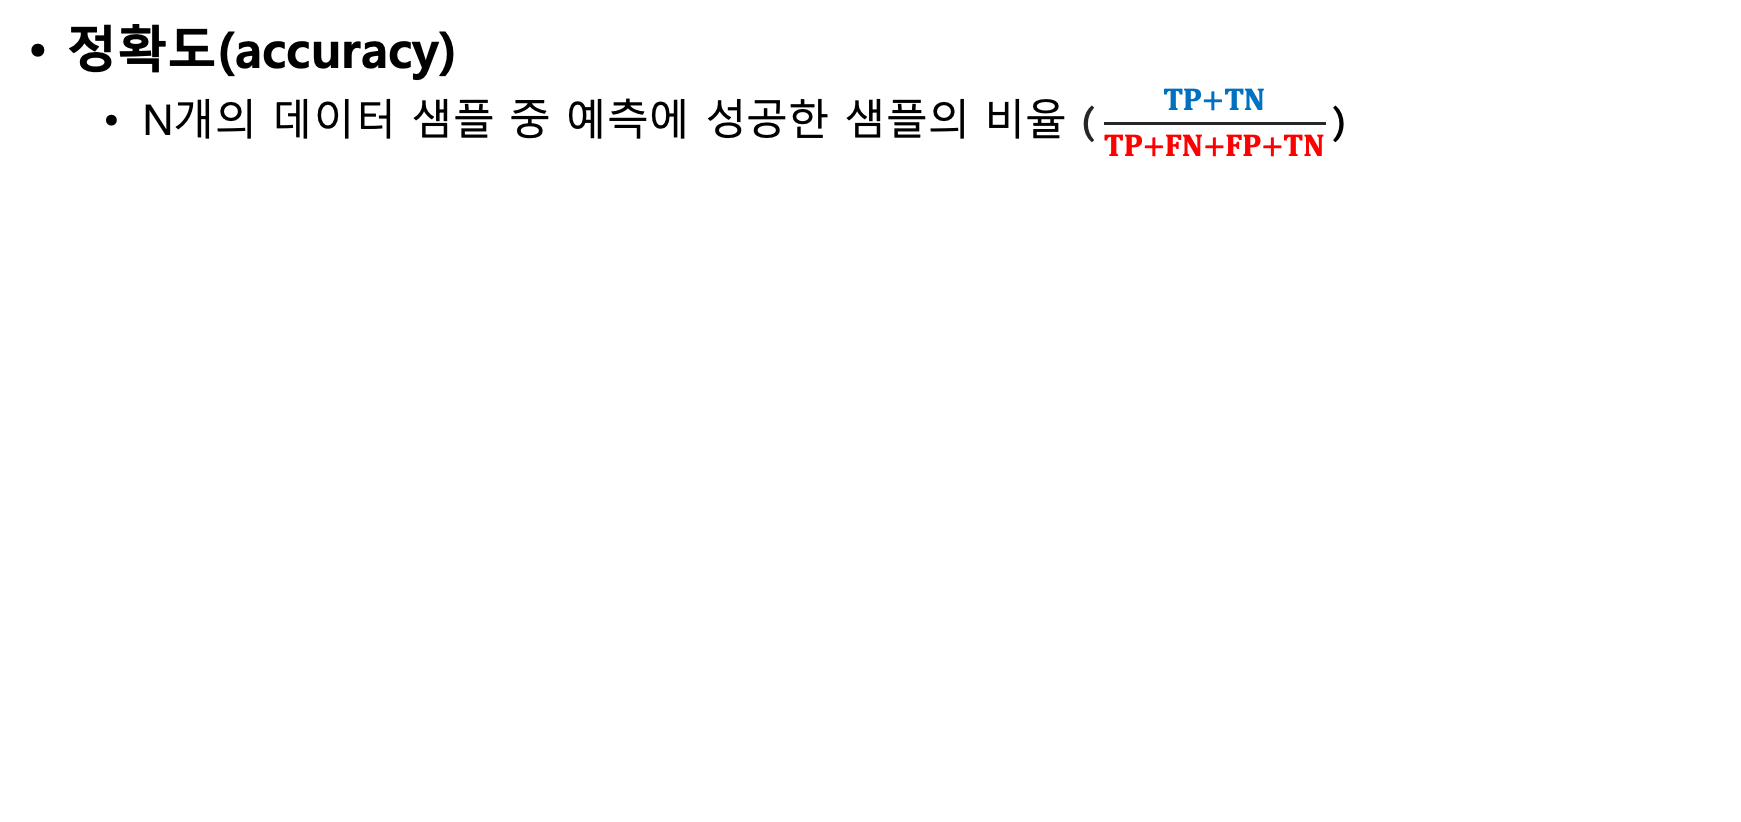 • 정확도(accuracy)
• N개의 데이터 샘플 중 예측에 성공한 샘플의 비율 (TP+TN / TP+FN+FP+TN)